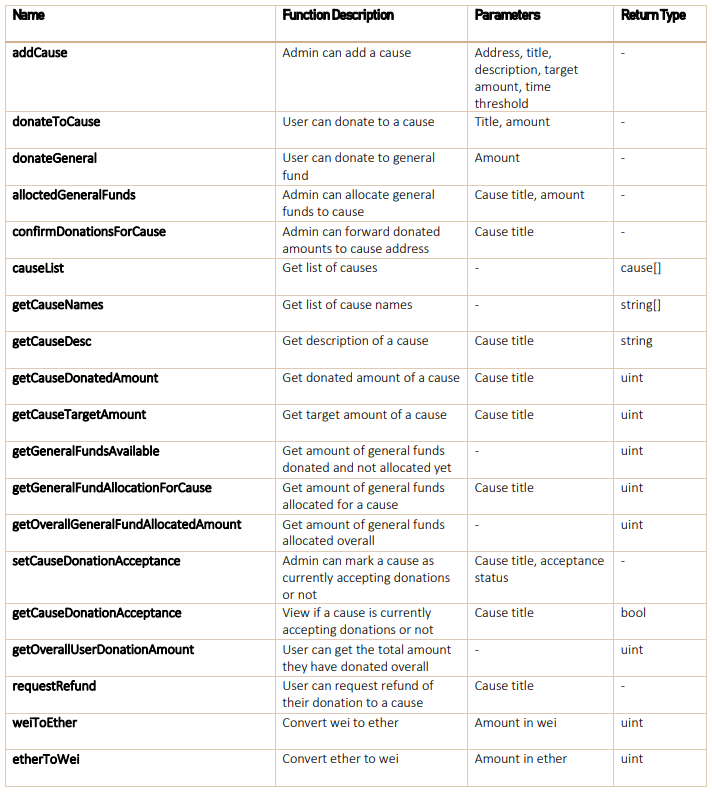 Name Function Description Parameters Return Type
addCause Admin can add a cause Address, title, -
description, target
amount, time
threshold
donateToCause User can donate to a cause Title, amount -
donateGeneral User can donate to general Amount -
fund
alloctedGeneralFunds Admin can allocate general Cause title, amount -
funds to cause
confirmDonationsForCause Admin can forward donated Cause title -
amounts to cause address
causeList Get list of causes - cause[]
getCauseNames Get list of cause names - string[]
getCauseDesc Get description of a cause Cause title string
getCauseDonatedAmount Get donated amount of a cause Cause title uint
getCauseTargetAmount Get target amount of a cause Cause title uint
getGeneralFundsAvailable Get amount of general funds - uint
donated and not allocated yet
getGeneralFundAllocationForCause Get amount of general funds Cause title uint
allocated for a cause
getOverallGeneralFundAllocatedAmount Get amount of general funds - uint
allocated overall
setCauseDonationAcceptance Admin can mark a cause as Cause title, acceptance -
currently accepting donations status
or not
getCauseDonationAcceptance View if a cause is currently Cause title bool
accepting donations or not
getOverallUserDonationAmount User can get the total amount - uint
they have donated overall
requestRefund User can request refund of Cause title -
their donation to a cause
weiToEther Convert wei to ether Amount in wei uint
etherToWei Convert ether to wei Amount in ether uint